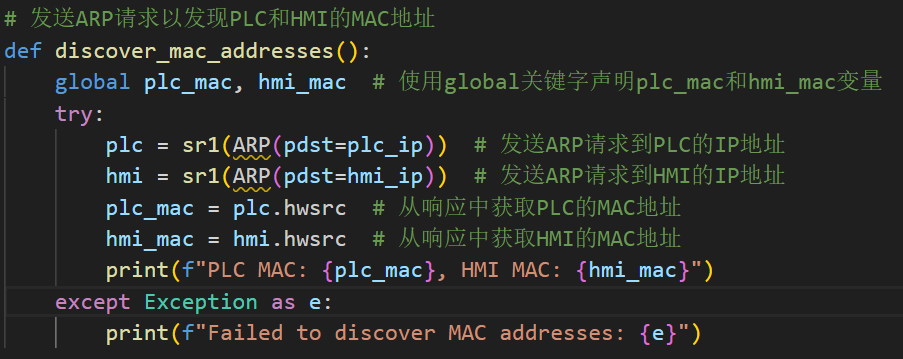 # 发送ARP请求以发现PLC和HMI的MAC地址
def discover_mac_addresses():
    global plc_mac, hmi_mac  # 使用global关键字声明plc_mac和hmi_mac变量
    try:
        plc = sr1(ARP(pdst=plc_ip))  # 发送ARP请求到PLC的IP地址
        hmi = sr1(ARP(pdst=hmi_ip))  # 发送ARP请求到HMI的IP地址
        plc_mac = plc.hwsrc  # 从响应中获取PLC的MAC地址
        hmi_mac = hmi.hwsrc  # 从响应中获取HMI的MAC地址
        print(f"PLC MAC: {plc_mac}, HMI MAC: {hmi_mac}")
    except Exception as e:
        print(f"Failed to discover MAC addresses: {e}")